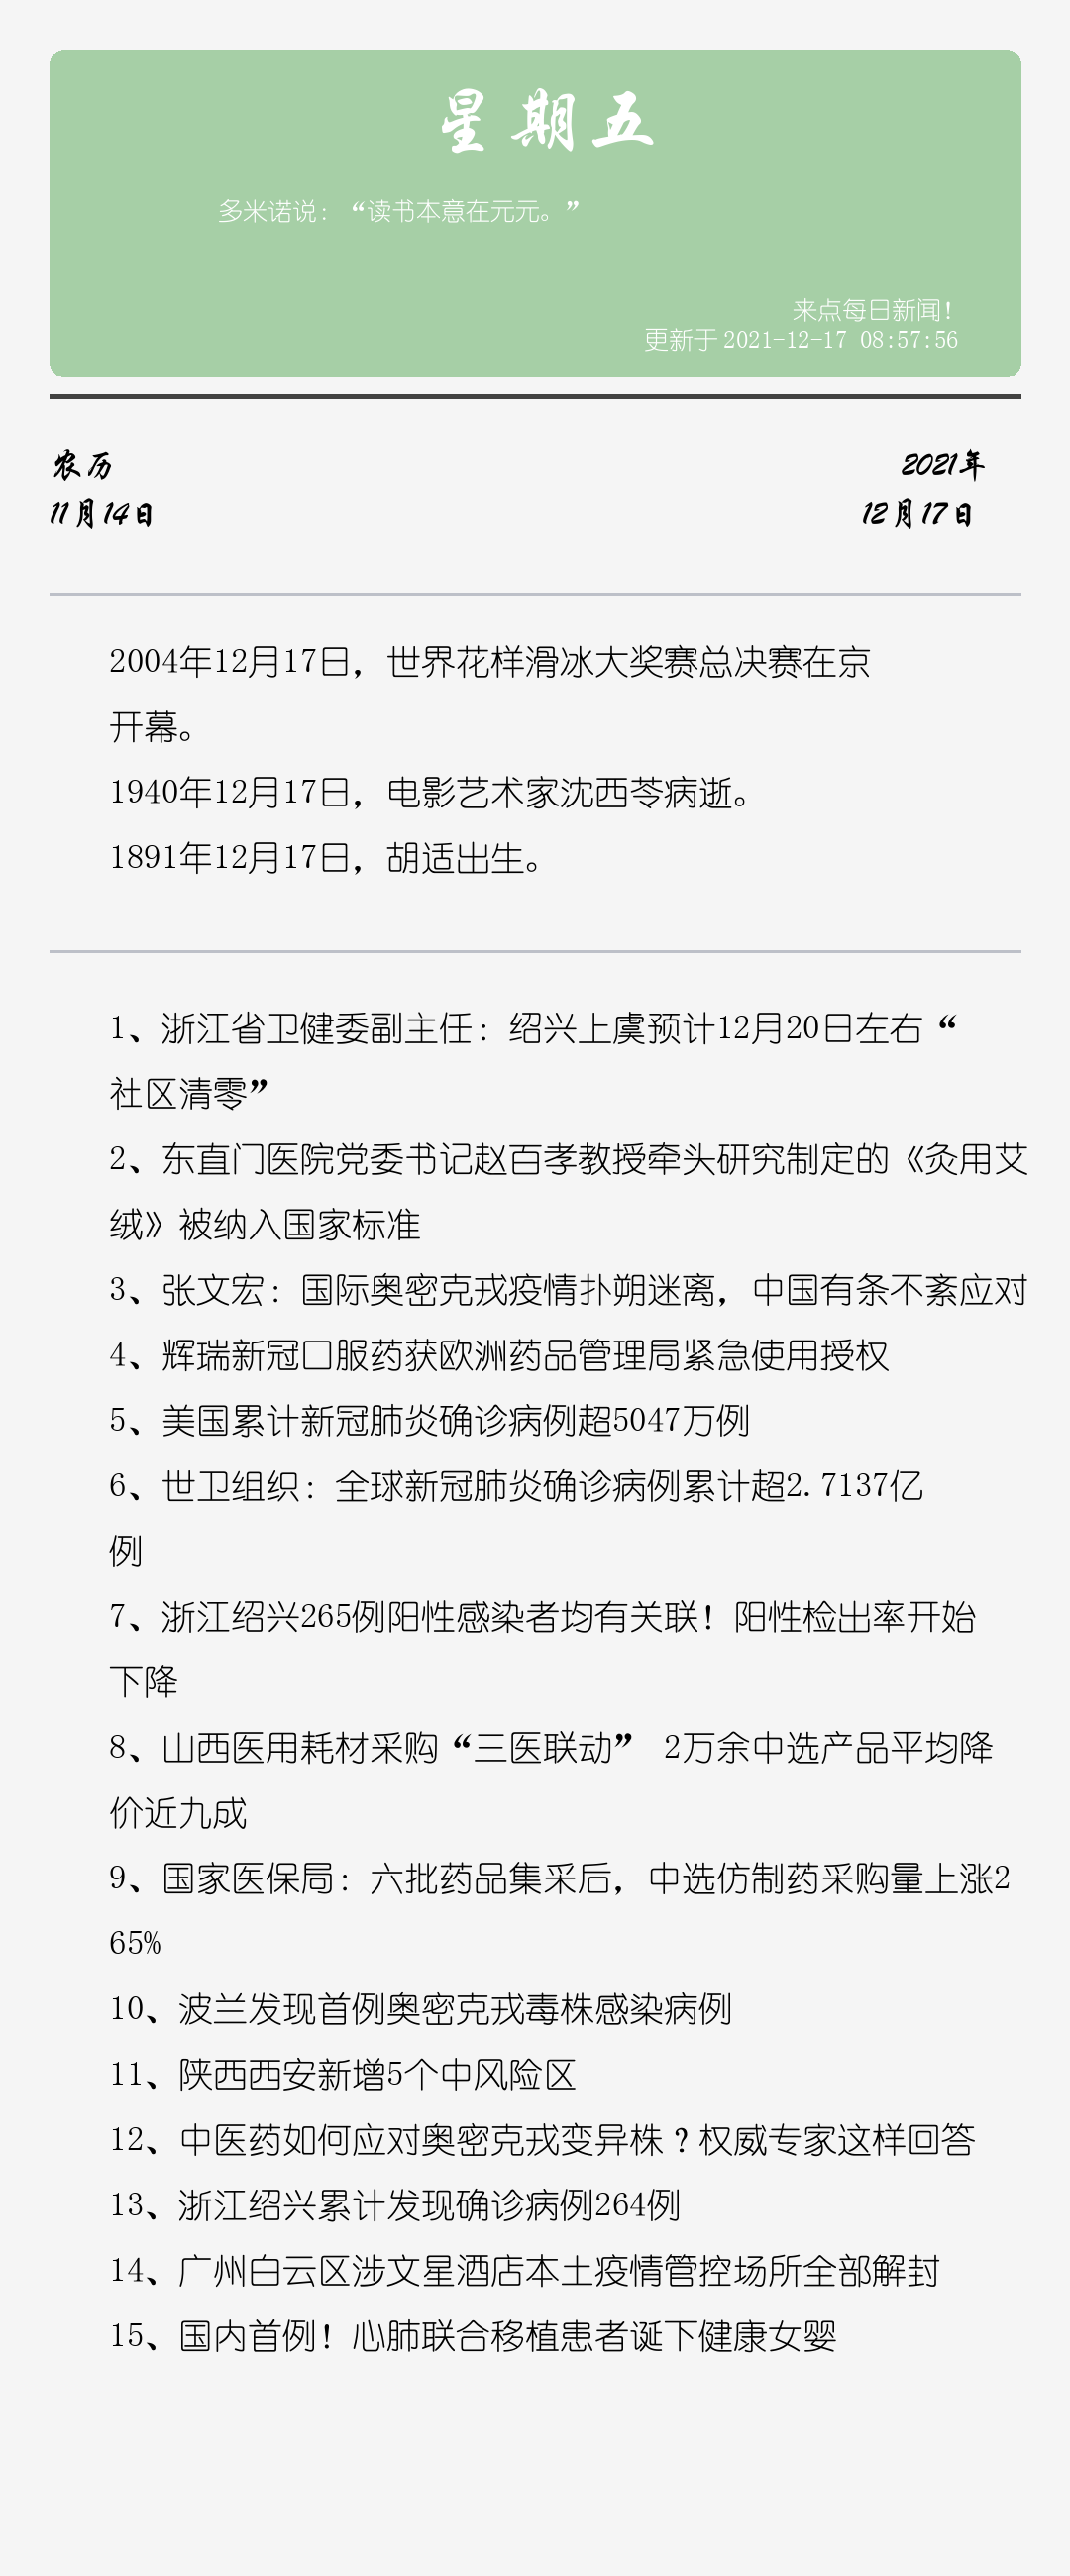 星期五
多米诺说：“读书本意在元元。”
来点每日新闻！
更新于 2021-12-17 08:57:56
农历
2021年
11月14日
12月17日
2004年12月17日，世界花样滑冰大奖赛总决赛在京
开幕。
1940年12月17日，电影艺术家沈西苓病逝。
1891年12月17日，胡适出生。
1、浙江省卫健委副主任：绍兴上虞预计12月20日左右“
社区清零”
2、东直门医院党委书记赵百孝教授牵头研究制定的《灸用艾
绒》被纳入国家标准
3、张文宏：国际奥密克戎疫情扑朔迷离，中国有条不紊应对
4、辉瑞新冠口服药获欧洲药品管理局紧急使用授权
5、美国累计新冠肺炎确诊病例超5047万例
6、世卫组织：全球新冠肺炎确诊病例累计超2.7137亿
例
7、浙江绍兴265例阳性感染者均有关联！阳性检出率开始
下降
8、山西医用耗材采购“三医联动” 2万余中选产品平均降
价近九成
9、国家医保局：六批药品集采后，中选仿制药采购量上涨2
65%
10、波兰发现首例奥密克戎毒株感染病例
11、陕西西安新增5个中风险区
12、中医药如何应对奥密克戎变异株？权威专家这样回答
13、浙江绍兴累计发现确诊病例264例
14、广州白云区涉文星酒店本土疫情管控场所全部解封
15、国内首例！心肺联合移植患者诞下健康女婴